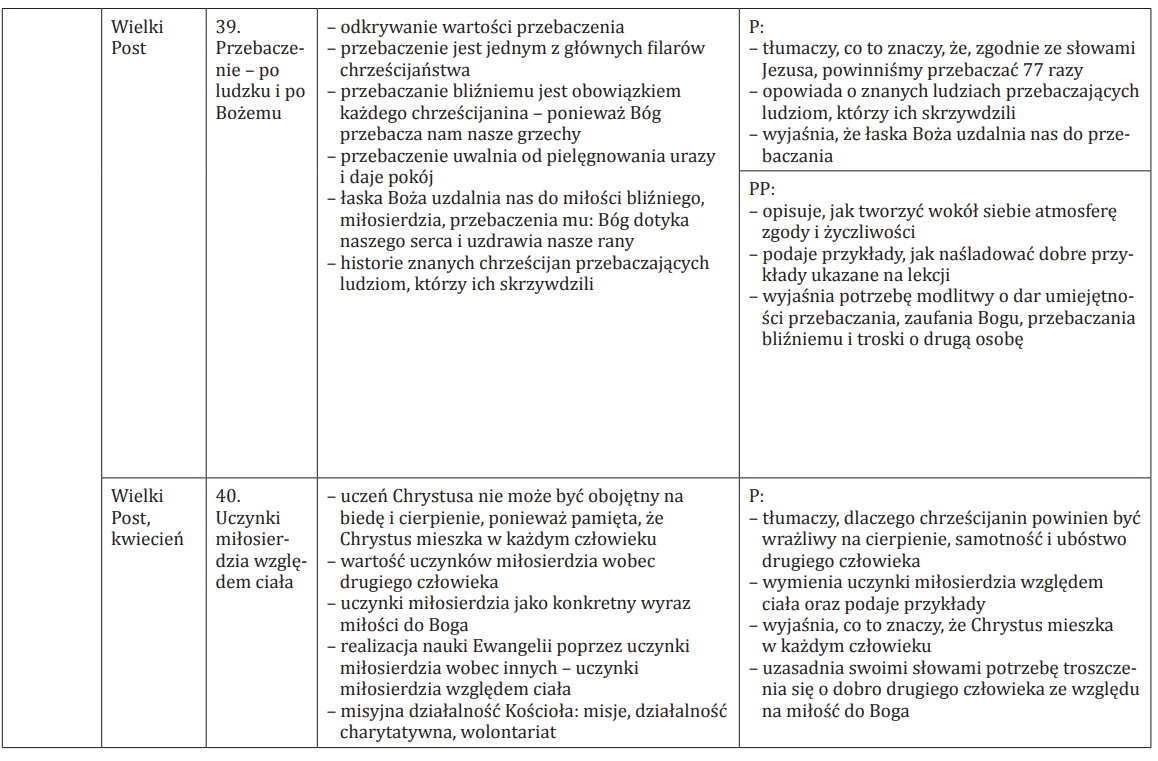 Wielki
Post
39.
Przebacze-
nie – po
ludzku i po
Bożemu
– odkrywanie wartości przebaczenia
– przebaczenie jest jednym z głównych filarów
chrześcijaństwa
– przebaczanie bliźniemu jest obowiązkiem
każdego chrześcijanina – ponieważ Bóg
przebacza nam nasze grzechy
– przebaczenie uwalnia od pielęgnowania urazy
i daje pokój
– łaska Boża uzdalnia nas do miłości bliźniego,
miłosierdzia, przebaczenia mu: Bóg dotyka
naszego serca i uzdrawia nasze rany
– historie znanych chrześcijan przebaczających
ludziom, którzy ich skrzywdzili
P:
– tłumaczy, co to znaczy, że, zgodnie ze słowami
Jezusa, powinniśmy przebaczać 77 razy
– opowiada o znanych ludziach przebaczających
ludziom, którzy ich skrzywdzili
– wyjaśnia, że łaska Boża uzdalnia nas do prze-
baczania
PP:
– opisuje, jak tworzyć wokół siebie atmosferę
zgody i życzliwości
– podaje przykłady, jak naśladować dobre przy-
kłady ukazane na lekcji
– wyjaśnia potrzebę modlitwy o dar umiejętno-
ści przebaczania, zaufania Bogu, przebaczania
bliźniemu i troski o drugą osobę
Wielki
Post,
kwiecień
40.
Uczynki
miłosier-
dzia wzglę-
dem ciała
– uczeń Chrystusa nie może być obojętny na
biedę i cierpienie, ponieważ pamięta, że
Chrystus mieszka w każdym człowieku
– wartość uczynków miłosierdzia wobec
drugiego człowieka
– uczynki miłosierdzia jako konkretny wyraz
miłości do Boga
– realizacja nauki Ewangelii poprzez uczynki
miłosierdzia wobec innych – uczynki
miłosierdzia względem ciała
– misyjna działalność Kościoła: misje, działalność
charytatywna, wolontariat
P:
– tłumaczy, dlaczego chrześcijanin powinien być
wrażliwy na cierpienie, samotność i ubóstwo
drugiego człowieka
– wymienia uczynki miłosierdzia względem
ciała oraz podaje przykłady
– wyjaśnia, co to znaczy, że Chrystus mieszka
w każdym człowieku
– uzasadnia swoimi słowami potrzebę troszcze-
nia się o dobro drugiego człowieka ze względu
na miłość do Boga